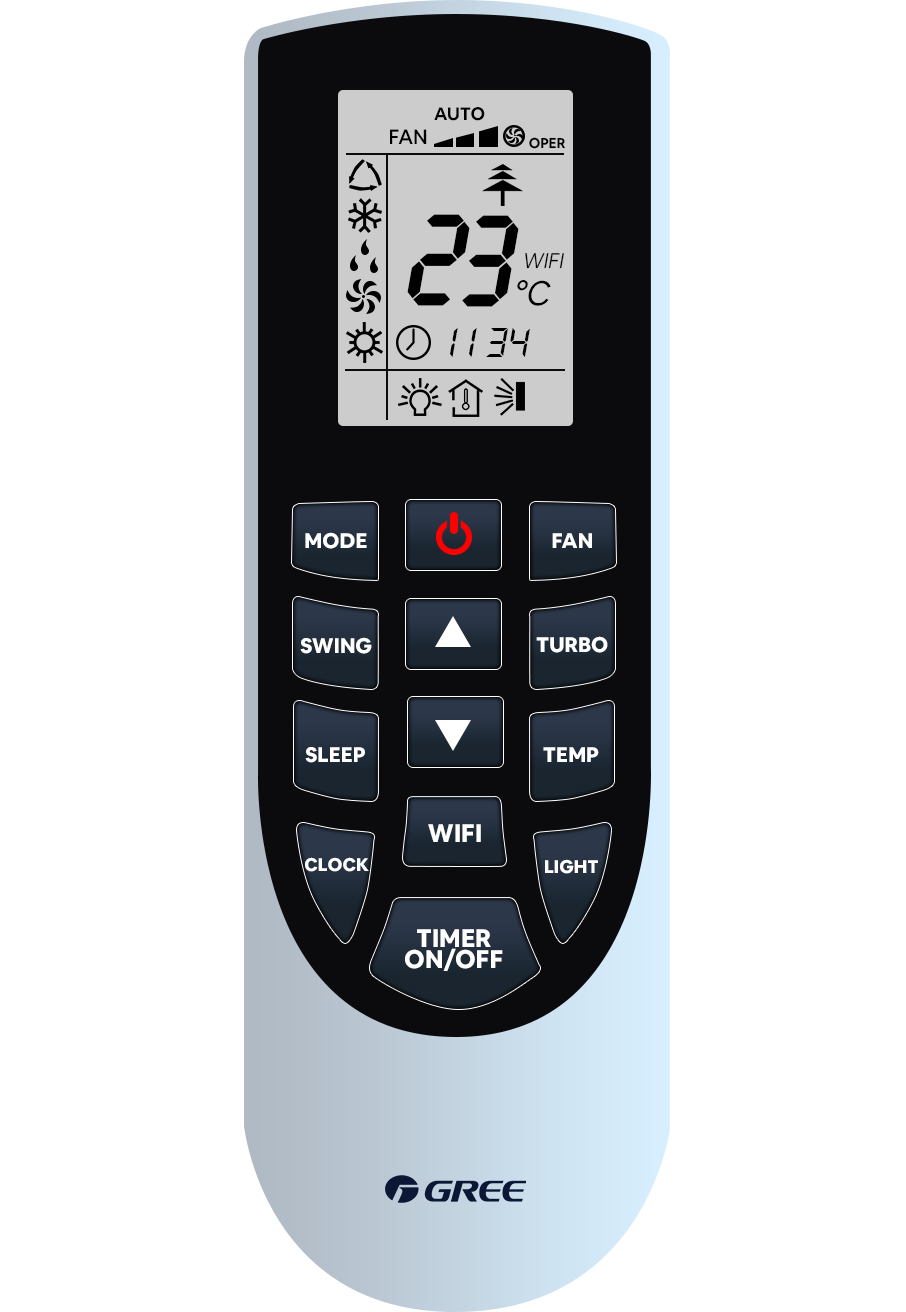 AUTO
FAN OPER
23 WIFI
°C
11 34
MODE FAN
SWING TURBO
SLEEP TEMP
WIFI
CLOCK LIGHT
TIMER
ON/OFF
GREE